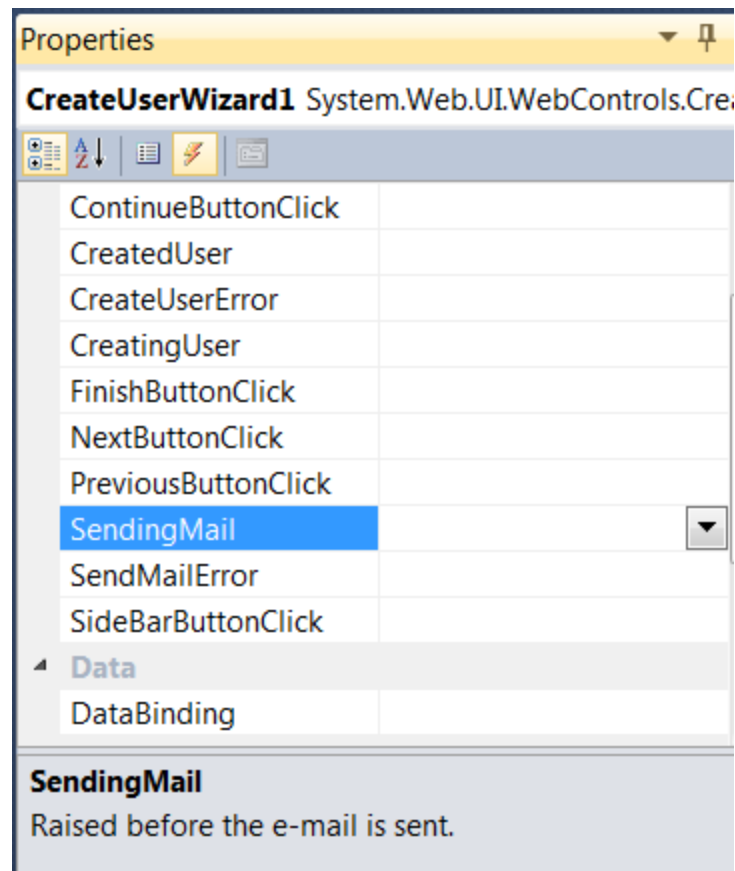 Properties
CreateUserWizard1 System.Web.UI.WebControls.Crea
ContinueButtonClick
CreatedUser
CreateUserError
CreatingUser
FinishButtonClick
NextButtonClick
PreviousButtonClick
SendingMail
SendMailError
SideBarButtonClick
Data
DataBinding
SendingMail
Raised before the e-mail is sent.